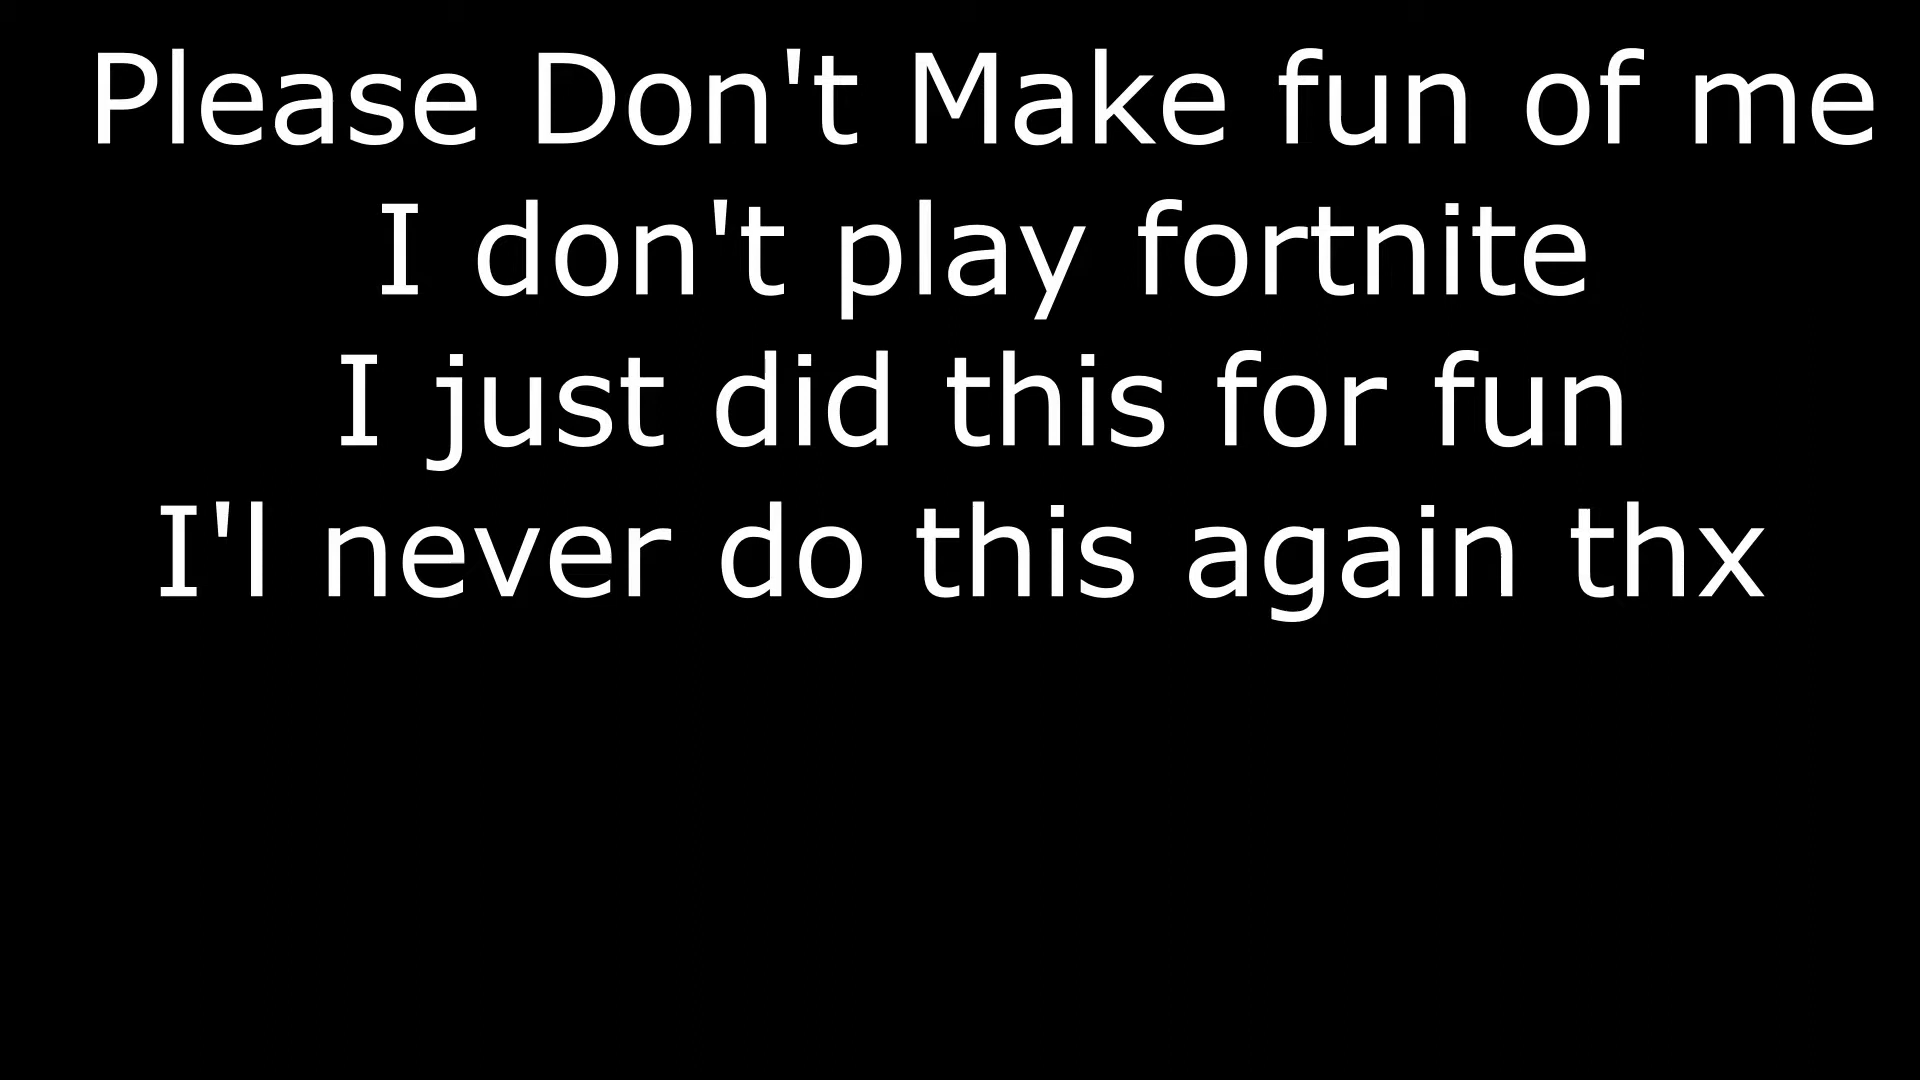 Please Don't Make fun of me
I don't play fortnite
I just did this for fun
I'l never do this again thx